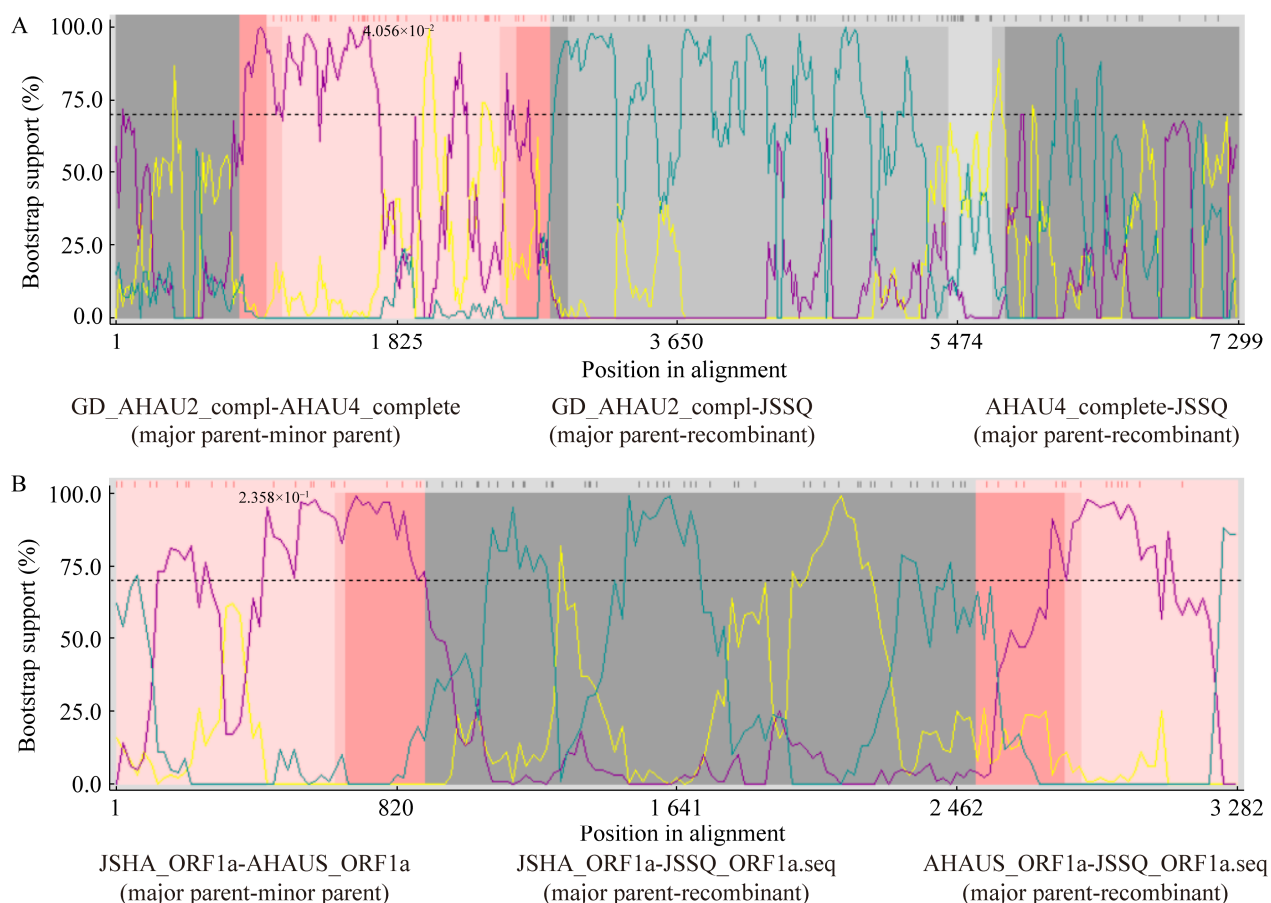 A
4.056×10⁻²
Bootstrap support (%)
100.0
75.0
50.0
25.0
0.0
1 1 825 3 650 5 474 7 299
Position in alignment
GD_AHAU2_compl-AHAU4_complete GD_AHAU2_compl-JSSQ AHAU4_complete-JSSQ
(major parent-minor parent) (major parent-recombinant) (major parent-recombinant)
B
2.358×10⁻¹
Bootstrap support (%)
100.0
75.0
50.0
25.0
0.0
1 820 1 641 2 462 3 282
Position in alignment
JSHA_ORF1a-AHAUS_ORF1a JSHA_ORF1a-JSSQ_ORF1a.seq AHAUS_ORF1a-JSSQ_ORF1a.seq
(major parent-minor parent) (major parent-recombinant) (major parent-recombinant)